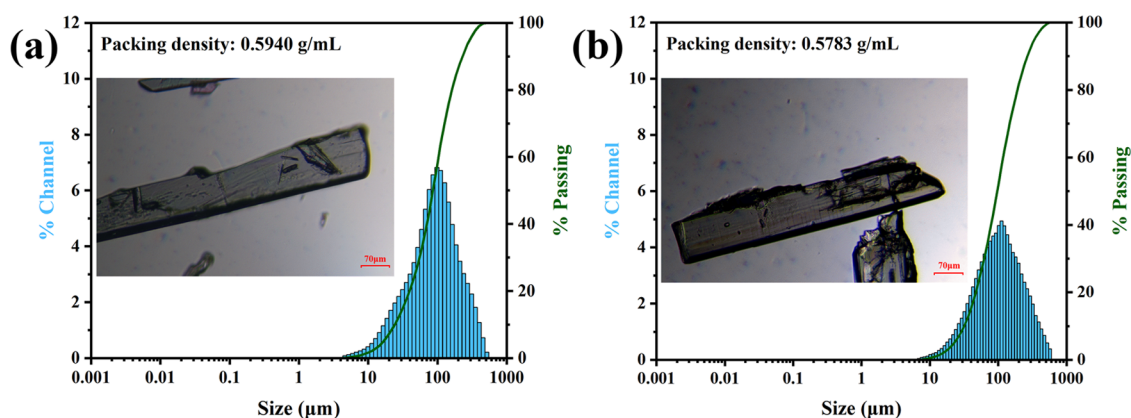 (a)
Packing density: 0.5940 g/mL
% Channel
12
10
8
6
4
2
0
70μm
100
80
60
40
20
0
% Passing
0.001 0.01 0.1 1 10 100 1000
Size (μm)
(b)
Packing density: 0.5783 g/mL
% Channel
12
10
8
6
4
2
0
70μm
100
80
60
40
20
0
% Passing
0.001 0.01 0.1 1 10 100 1000
Size (μm)